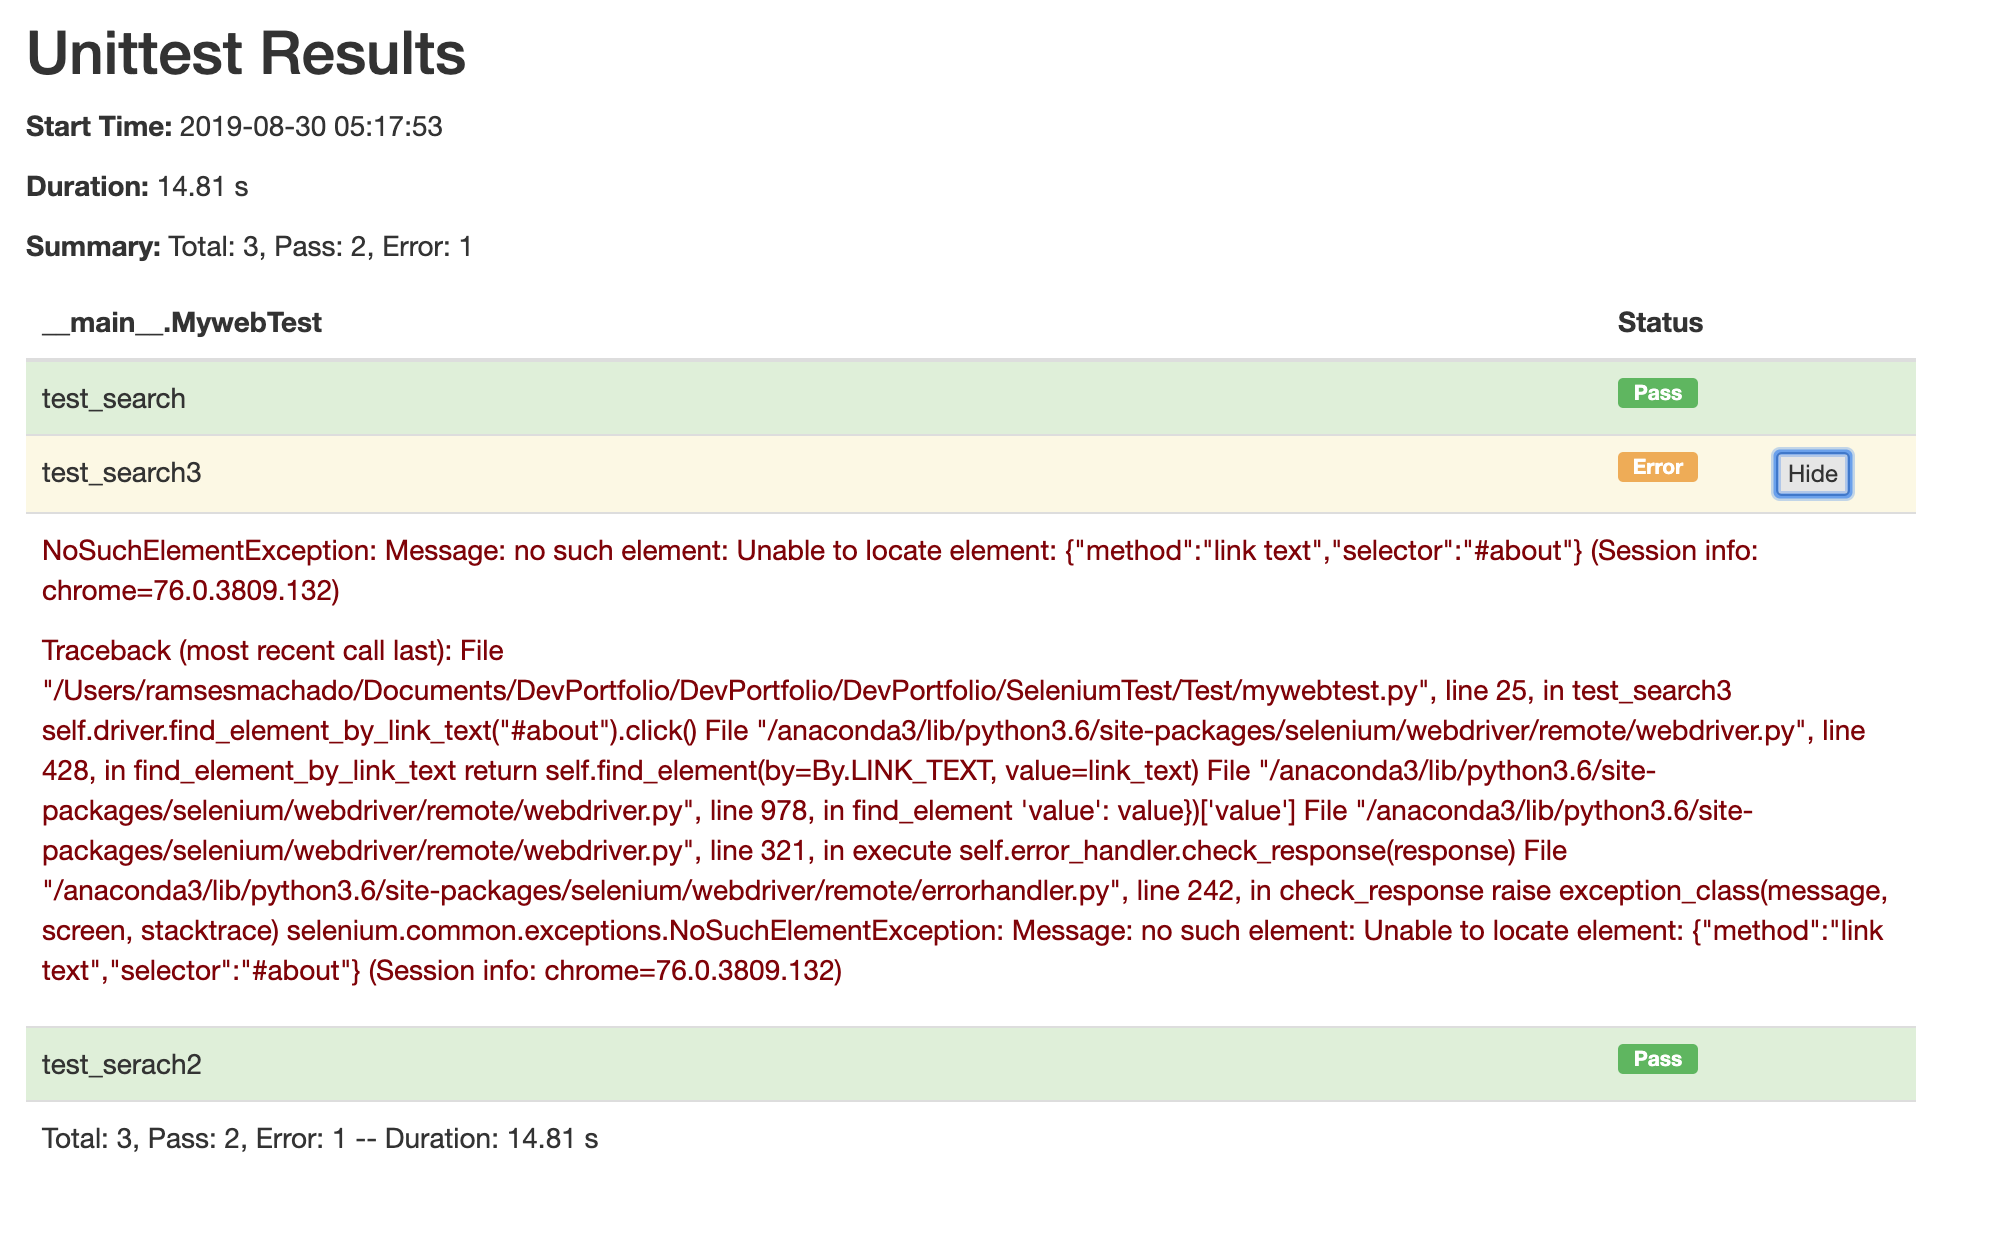 Unittest Results
Start Time: 2019-08-30 05:17:53
Duration: 14.81 s
Summary: Total: 3, Pass: 2, Error: 1
__main__.MywebTest Status
test_search Pass
test_search3 Error Hide
NoSuchElementException: Message: no such element: Unable to locate element: {"method":"link text","selector":"#about"} (Session info:
chrome=76.0.3809.132)
Traceback (most recent call last): File
"/Users/ramsesmachado/Documents/DevPortfolio/DevPortfolio/DevPortfolio/SeleniumTest/Test/mywebtest.py", line 25, in test_search3
self.driver.find_element_by_link_text("#about").click() File "/anaconda3/lib/python3.6/site-packages/selenium/webdriver/remote/webdriver.py", line
428, in find_element_by_link_text return self.find_element(by=By.LINK_TEXT, value=link_text) File "/anaconda3/lib/python3.6/site-
packages/selenium/webdriver/remote/webdriver.py", line 978, in find_element 'value': value})['value'] File "/anaconda3/lib/python3.6/site-
packages/selenium/webdriver/remote/webdriver.py", line 321, in execute self.error_handler.check_response(response) File
"/anaconda3/lib/python3.6/site-packages/selenium/webdriver/remote/errorhandler.py", line 242, in check_response raise exception_class(message,
screen, stacktrace) selenium.common.exceptions.NoSuchElementException: Message: no such element: Unable to locate element: {"method":"link
text","selector":"#about"} (Session info: chrome=76.0.3809.132)
test_serach2 Pass
Total: 3, Pass: 2, Error: 1 -- Duration: 14.81 s